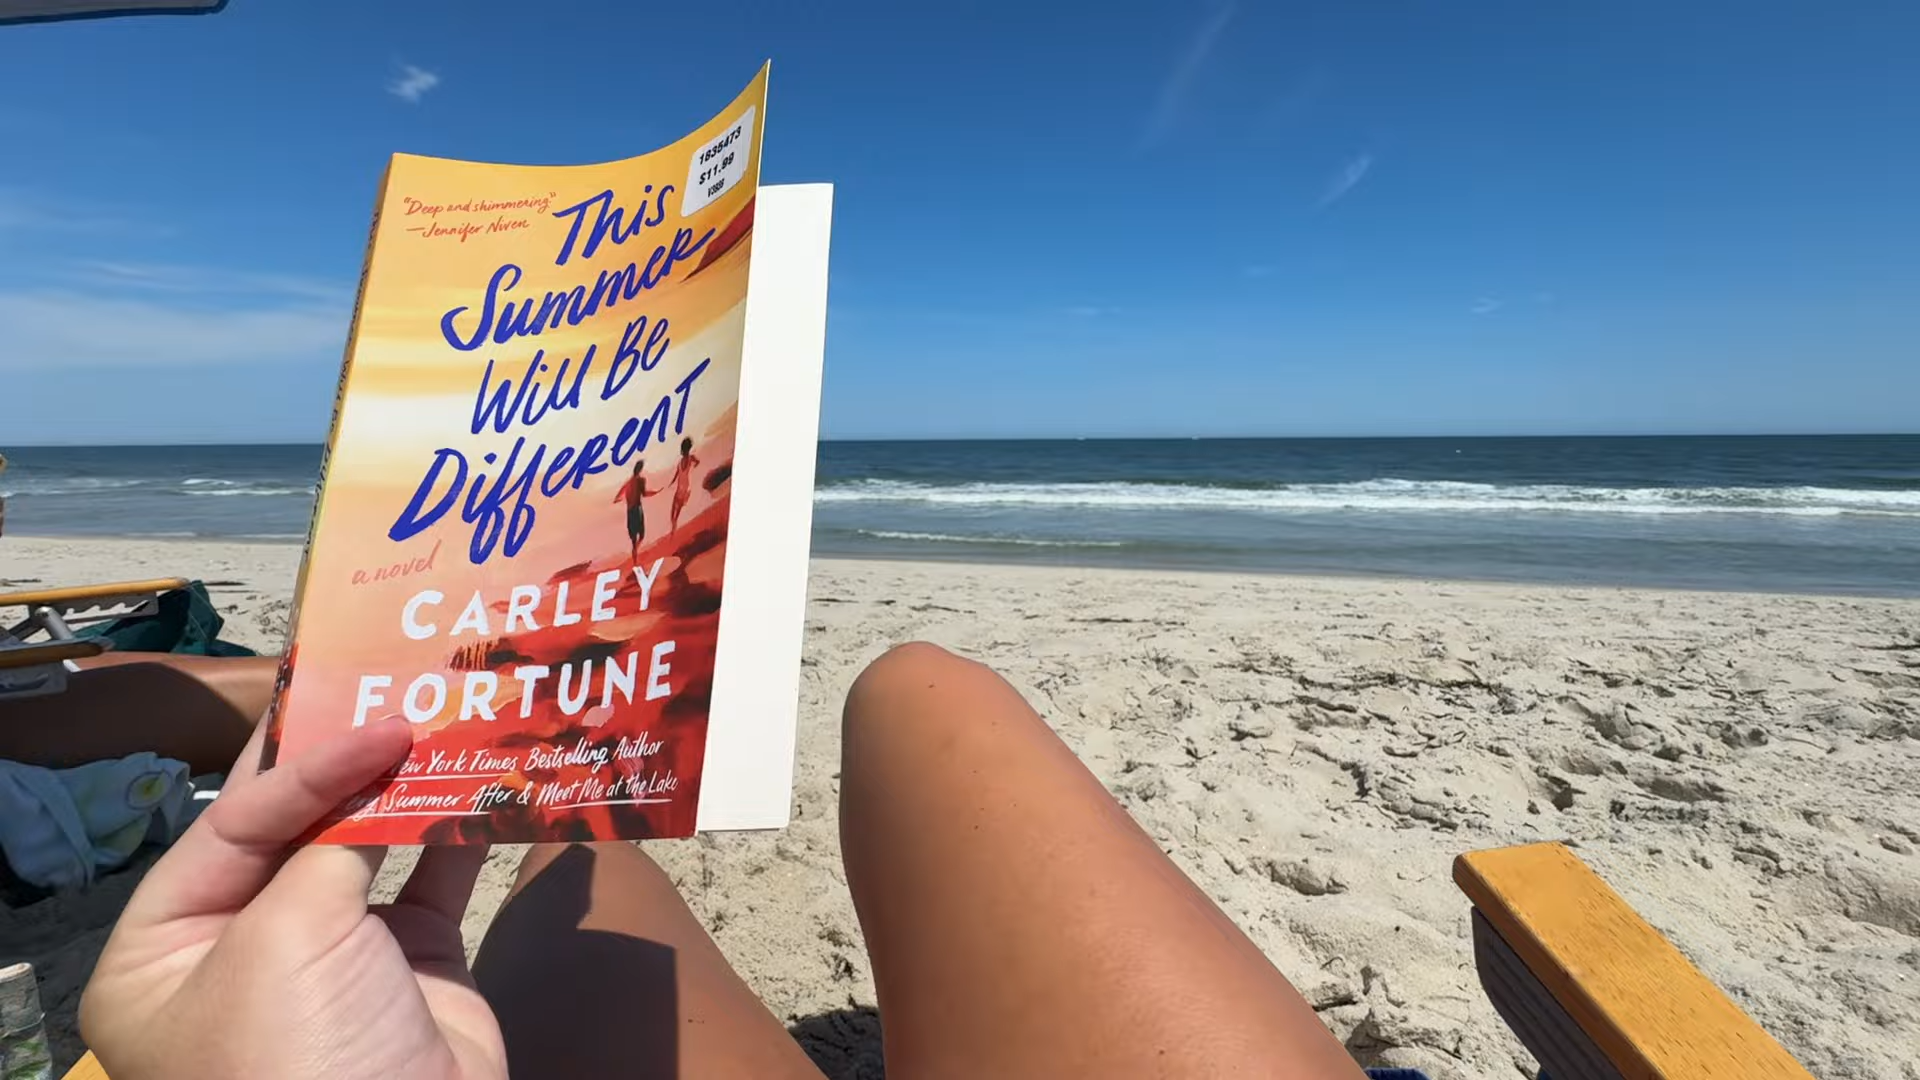 1835473
$11.99
"Deep and shimmering"
—Jennifer Niven
This
Summer
Will Be
Different
a novel
CARLEY
FORTUNE
New York Times Bestselling Author
Summer After & Meet Me at the Lake